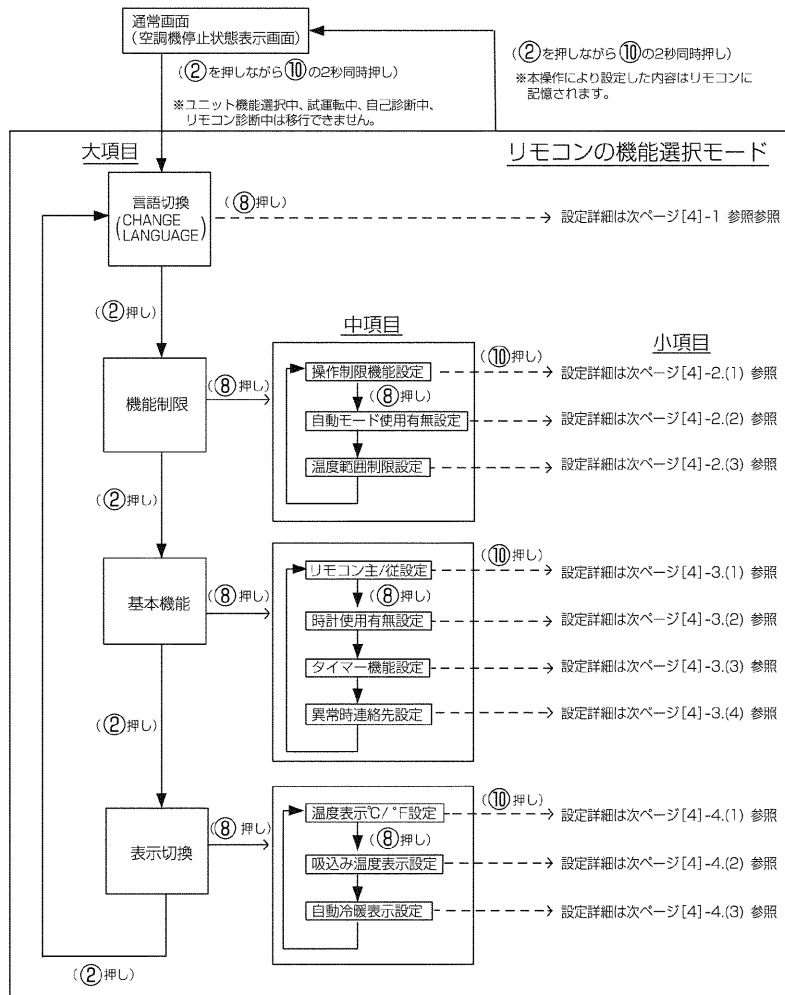 通常画面
(空調機停止状態表示画面)
(②を押しながら⑩の2秒同時押し)
※ユニット機能選択中、試運転中、自己診断中、
リモコン診断中は移行できません。
(②を押しながら⑩の2秒同時押し)
※本操作により設定した内容はリモコンに
記憶されます。
大項目
リモコンの機能選択モード
言語切換
(CHANGE
LANGUAGE)
(⑧押し)
設定詳細は次ページ[4]-1 参照参照
(②押し)
中項目
小項目
機能制限
(⑧押し)
操作制限機能設定
(⑩押し)
設定詳細は次ページ[4]-2.(1) 参照
(⑧押し)
自動モード使用有無設定
設定詳細は次ページ[4]-2.(2) 参照
温度範囲制限設定
設定詳細は次ページ[4]-2.(3) 参照
(②押し)
基本機能
(⑧押し)
リモコン主/従設定
(⑩押し)
設定詳細は次ページ[4]-3.(1) 参照
(⑧押し)
時計使用有無設定
設定詳細は次ページ[4]-3.(2) 参照
タイマー機能設定
設定詳細は次ページ[4]-3.(3) 参照
異常時連絡先設定
設定詳細は次ページ[4]-3.(4) 参照
(②押し)
表示切換
(⑧押し)
温度表示℃/°F設定
(⑩押し)
設定詳細は次ページ[4]-4.(1) 参照
(⑧押し)
吸込み温度表示設定
設定詳細は次ページ[4]-4.(2) 参照
自動冷暖表示設定
設定詳細は次ページ[4]-4.(3) 参照
(②押し)